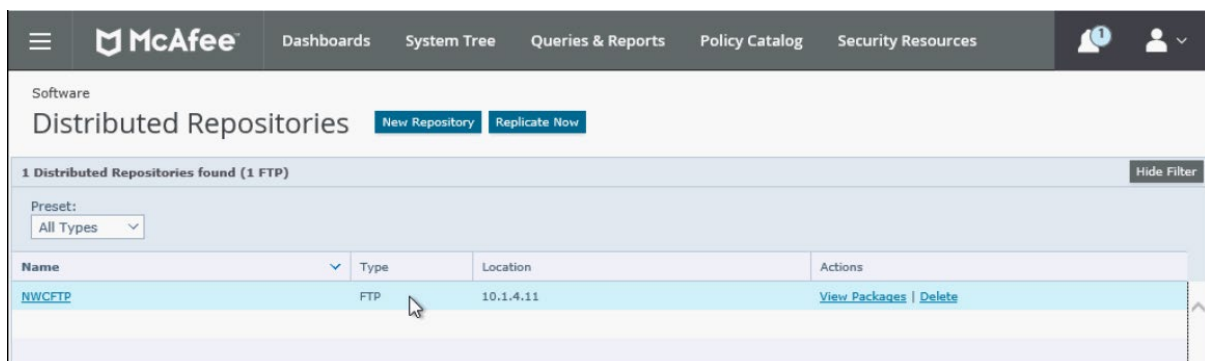 McAfee™ Dashboards System Tree Queries & Reports Policy Catalog Security Resources 1
Software
Distributed Repositories New Repository Replicate Now
1 Distributed Repositories found (1 FTP) Hide Filter
Preset:
All Types
Name Type Location Actions
NWCFTP FTP 10.1.4.11 View Packages | Delete